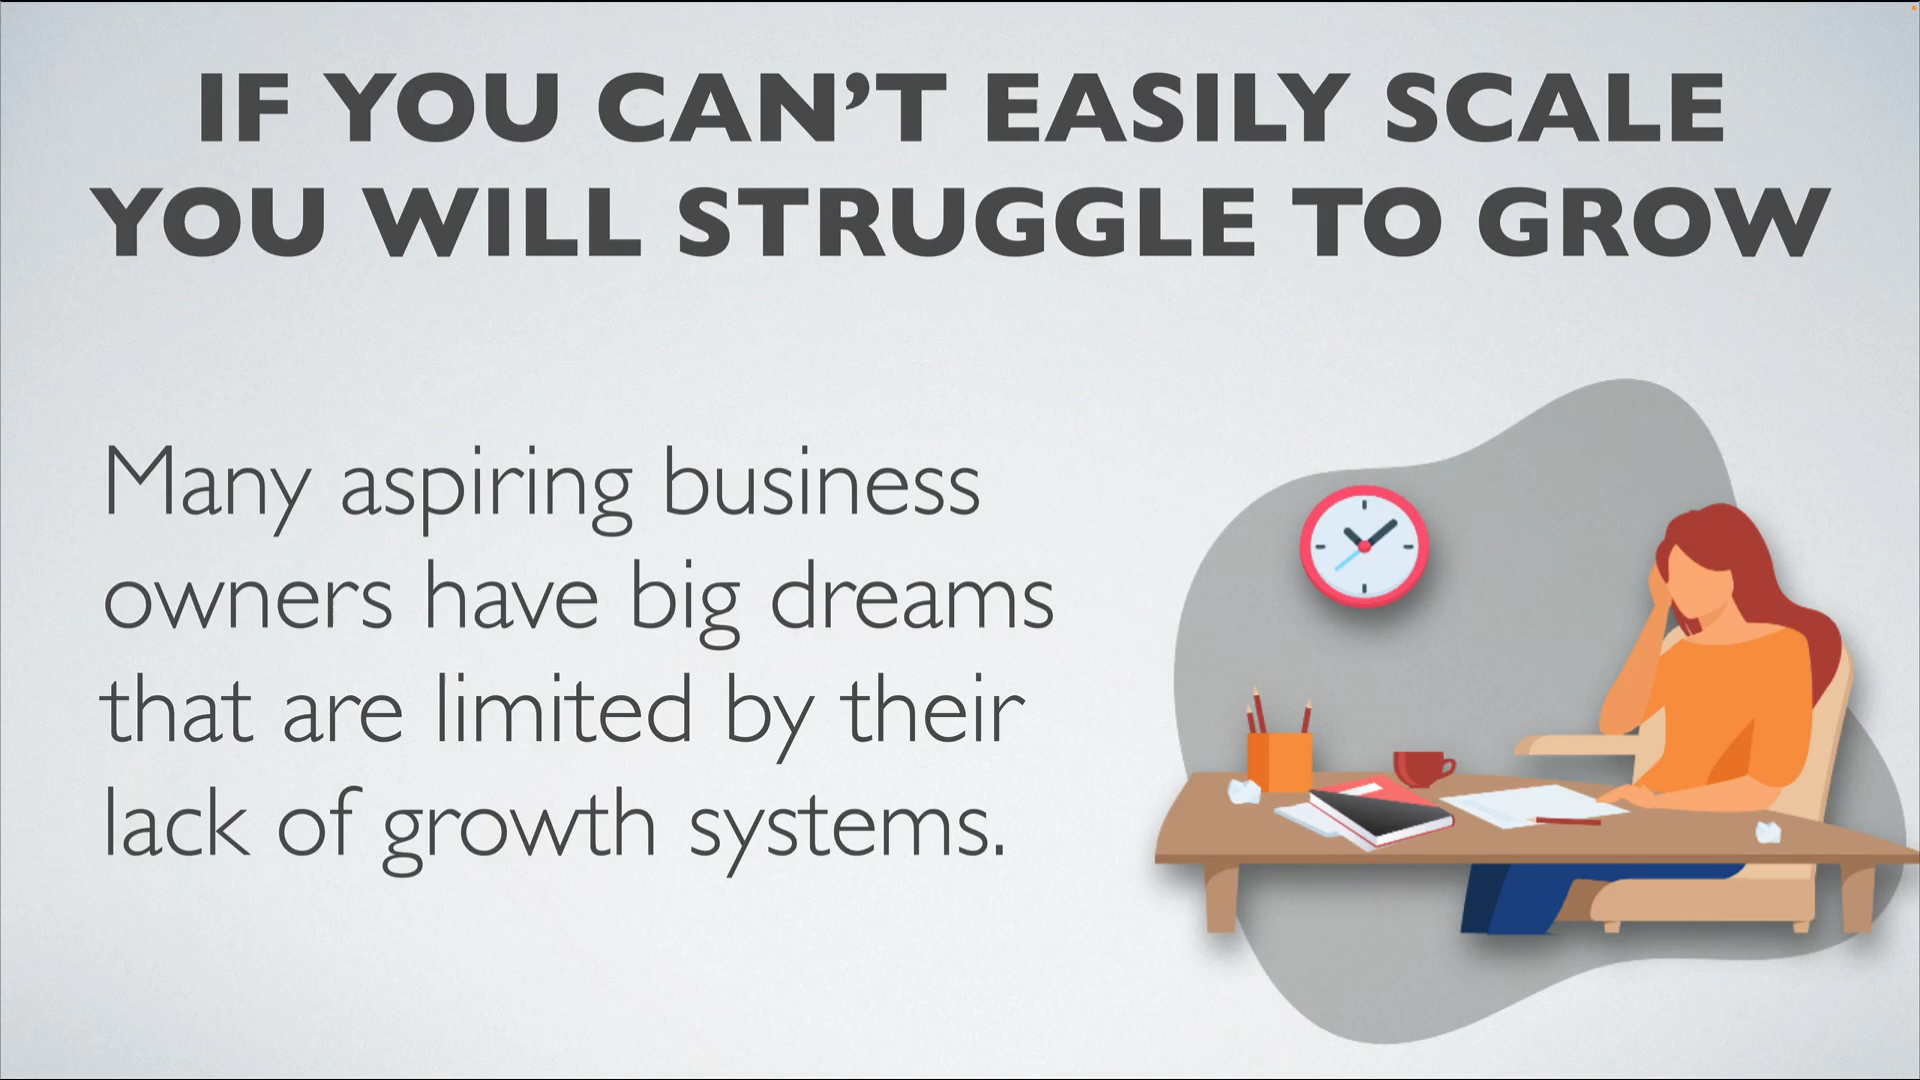 IF YOU CAN’T EASILY SCALE
YOU WILL STRUGGLE TO GROW
Many aspiring business
owners have big dreams
that are limited by their
lack of growth systems.